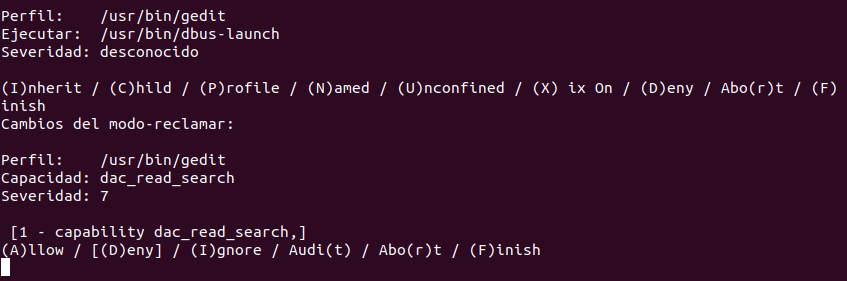 Perfil:    /usr/bin/gedit
Ejecutar:  /usr/bin/dbus-launch
Severidad: desconocido
(I)nherit / (C)hild / (P)rofile / (N)amed / (U)nconfined / (X) ix On / (D)eny / Abo(r)t / (F)
inish
Cambios del modo-reclamar:
Perfil:    /usr/bin/gedit
Capacidad: dac_read_search
Severidad: 7
[1 - capability dac_read_search,]
(A)llow / [(D)eny] / (I)gnore / Audi(t) / Abo(r)t / (F)inish